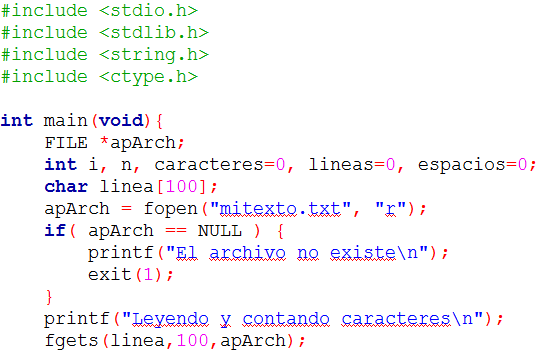 #include <stdio.h>
#include <stdlib.h>
#include <string.h>
#include <ctype.h>
int main(void){
FILE *apArch;
int i, n, caracteres=0, lineas=0, espacios=0;
char linea[100];
apArch = fopen("mitexto.txt", "r");
if( apArch == NULL ) {
printf("El archivo no existe\n");
exit(1);
}
printf("Leyendo y contando caracteres\n");
fgets(linea,100,apArch);